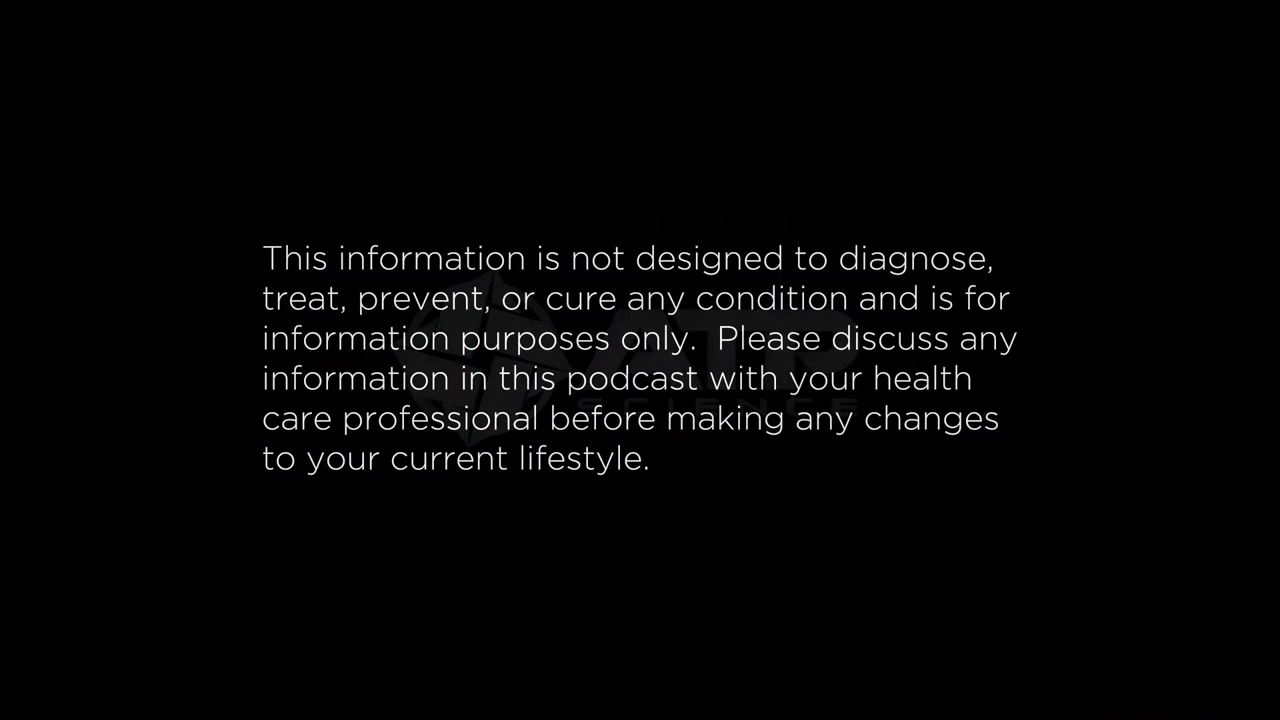 This information is not designed to diagnose,
treat, prevent, or cure any condition and is for
information purposes only.  Please discuss any
information in this podcast with your health
care professional before making any changes
to your current lifestyle.
ATP
SCIENCE